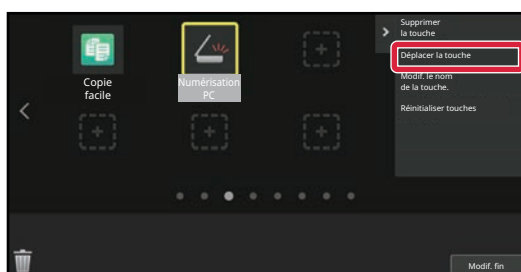 Supprimer
la touche
Déplacer la touche
Modif. le nom
de la touche.
Réinitialiser touches
Copie
facile
Numérisation
PC
Modif. fin